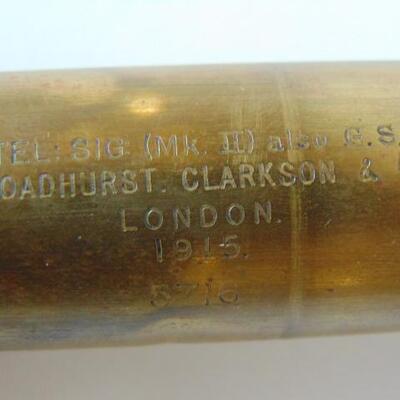 TEL: SIG (Mk. II) also G.S.
OADHURST. CLARKSON &
LONDON.
1915.
5716